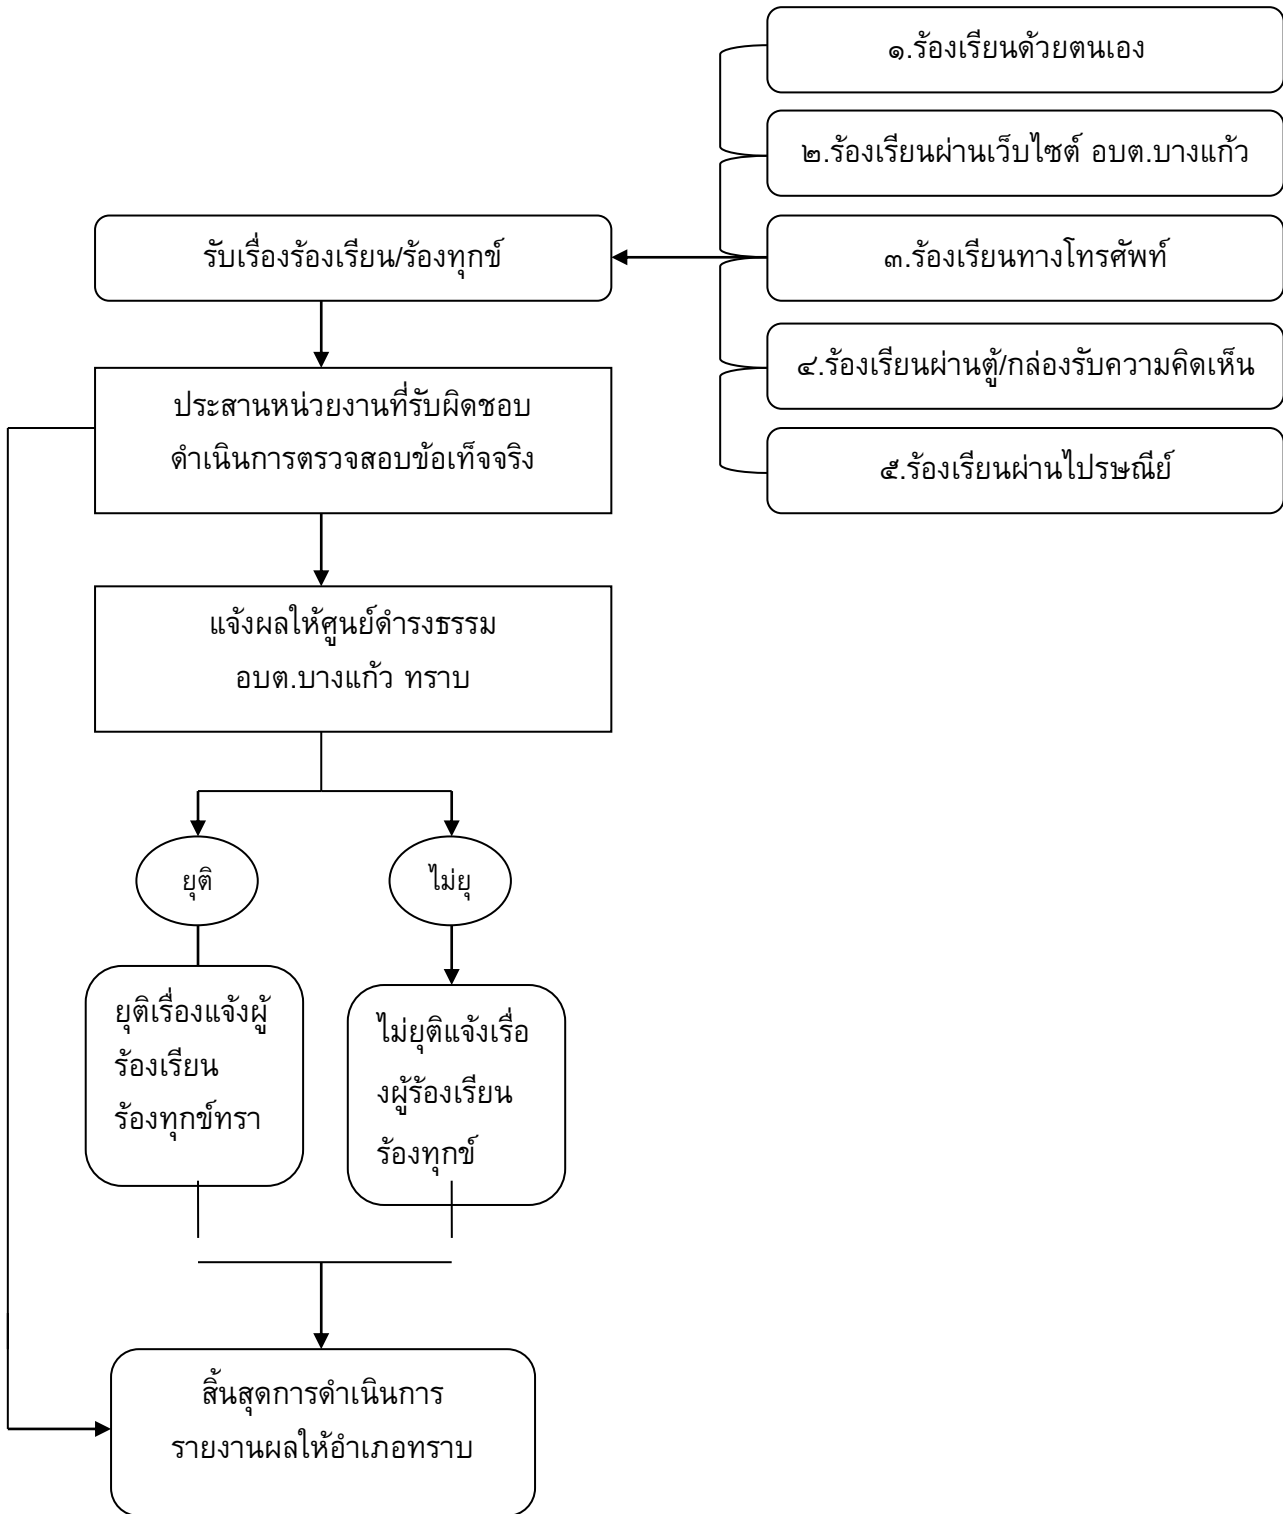 ๑.ร้องเรียนด้วยตนเอง
๒.ร้องเรียนผ่านเว็บไซต์ อบต.บางแก้ว
๓.ร้องเรียนทางโทรศัพท์
๔.ร้องเรียนผ่านตู้/กล่องรับความคิดเห็น
๕.ร้องเรียนผ่านไปรษณีย์
รับเรื่องร้องเรียน/ร้องทุกข์
ประสานหน่วยงานที่รับผิดชอบ
ดำเนินการตรวจสอบข้อเท็จจริง
แจ้งผลให้ศูนย์ดำรงธรรม
อบต.บางแก้ว ทราบ
ยุติ
ไม่ยุ
ยุติเรื่องแจ้งผู้
ร้องเรียน
ร้องทุกข์ทรา
ไม่ยุติแจ้งเรื่อ
งผู้ร้องเรียน
ร้องทุกข์
สิ้นสุดการดำเนินการ
รายงานผลให้อำเภอทราบ